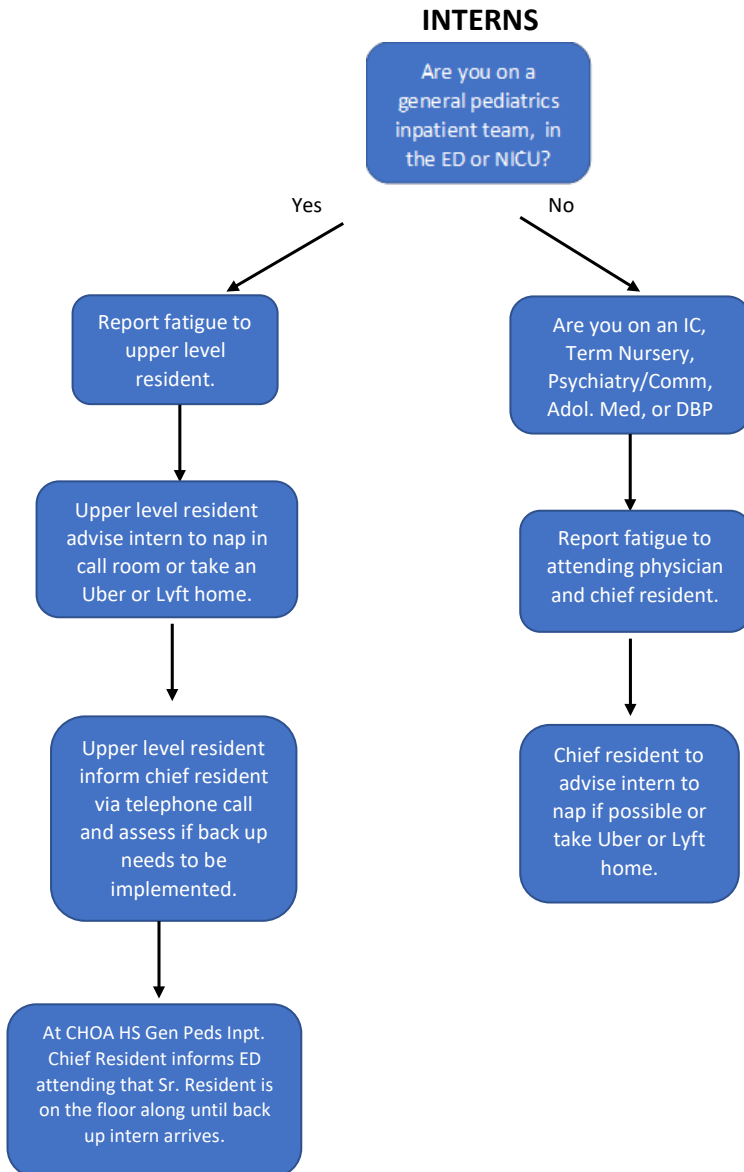 INTERNS
Are you on a
general pediatrics
inpatient team, in
the ED or NICU?
Yes
No
Report fatigue to
upper level
resident.
Upper level resident
advise intern to nap in
call room or take an
Uber or Lyft home.
Upper level resident
inform chief resident
via telephone call
and assess if back up
needs to be
implemented.
At CHOA HS Gen Peds Inpt.
Chief Resident informs ED
attending that Sr. Resident is
on the floor along until back
up intern arrives.
Are you on an IC,
Term Nursery,
Psychiatry/Comm,
Adol. Med, or DBP
Report fatigue to
attending physician
and chief resident.
Chief resident to
advise intern to
nap if possible or
take Uber or Lyft
home.